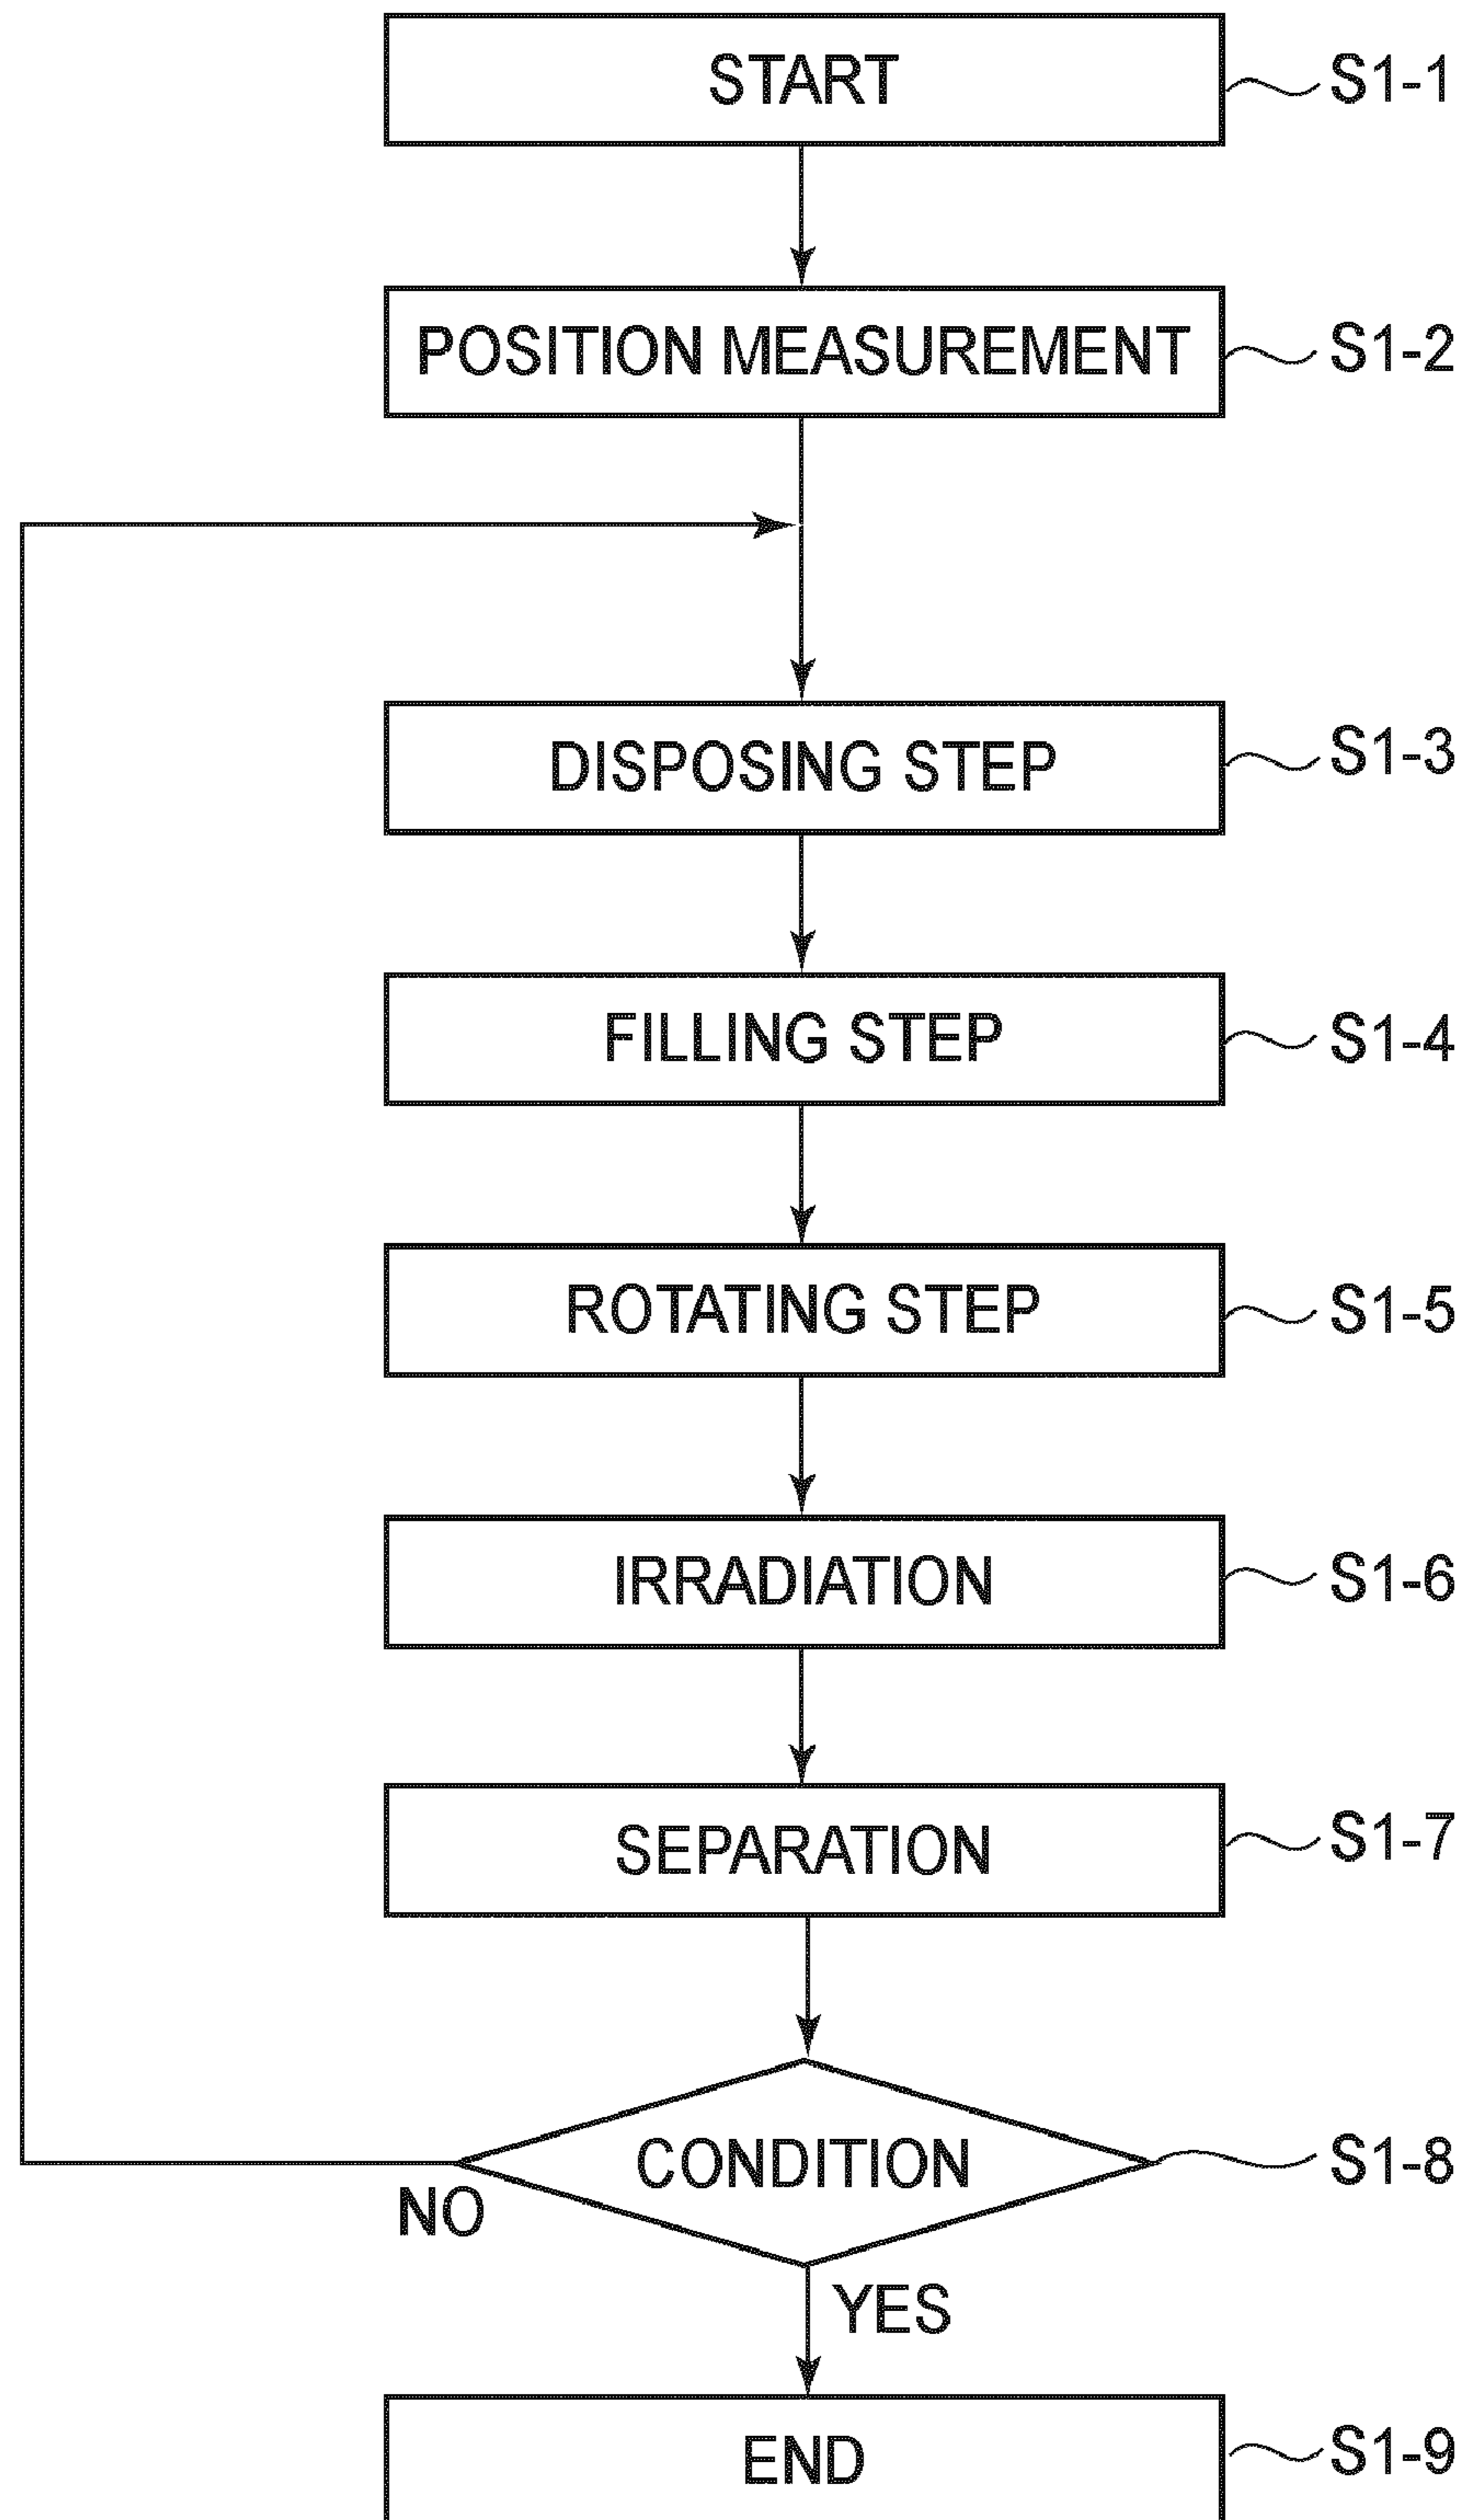 START
S1-1
POSITION MEASUREMENT
S1-2
DISPOSING STEP
S1-3
FILLING STEP
S1-4
ROTATING STEP
S1-5
IRRADIATION
S1-6
SEPARATION
S1-7
CONDITION
S1-8
NO
YES
END
S1-9